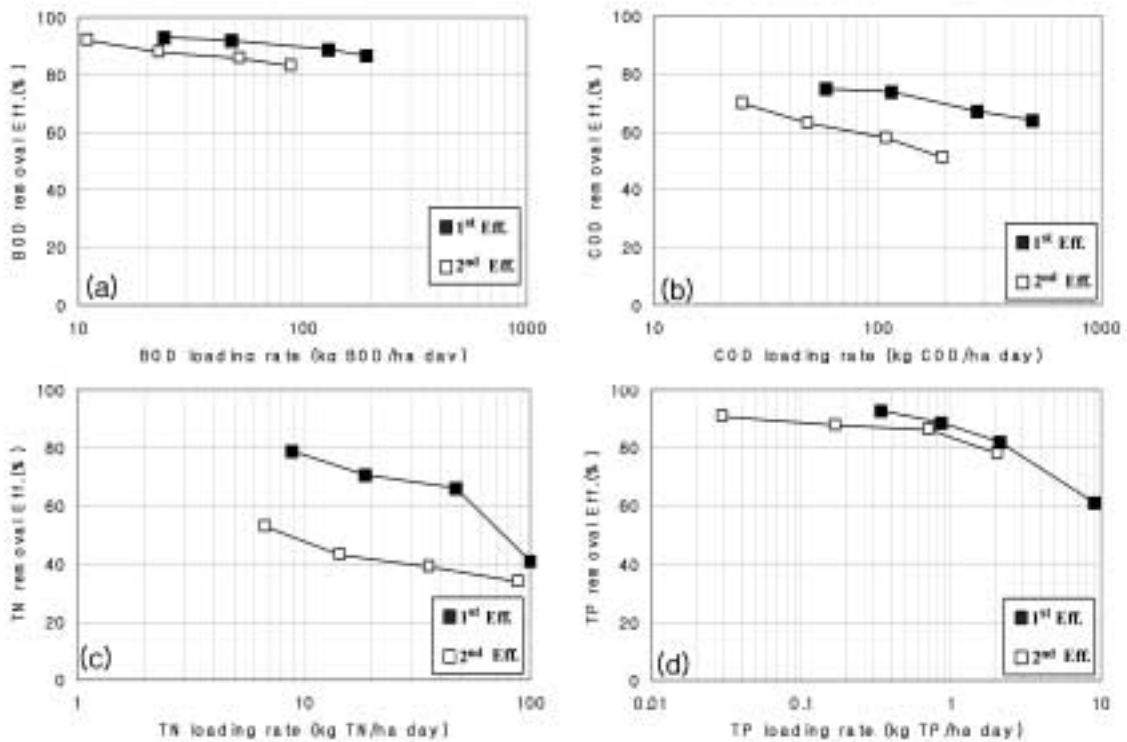 100
80
60
40
20
0
BOD removal Eff.(%)
1st Eff.
2nd Eff.
(a)
10 100 1000
BOD loading rate (kg BOD/ha day)
100
80
60
40
20
0
COD removal Eff.(%)
1st Eff.
2nd Eff.
(b)
10 100 1000
COD loading rate (kg COD/ha day)
100
80
60
40
20
0
TN removal Eff.(%)
1st Eff.
2nd Eff.
(c)
1 10 100
TN loading rate (kg TN/ha day)
100
80
60
40
20
0
TP removal Eff.(%)
1st Eff.
2nd Eff.
(d)
0.01 0.1 1 10
TP loading rate (kg TP/ha day)